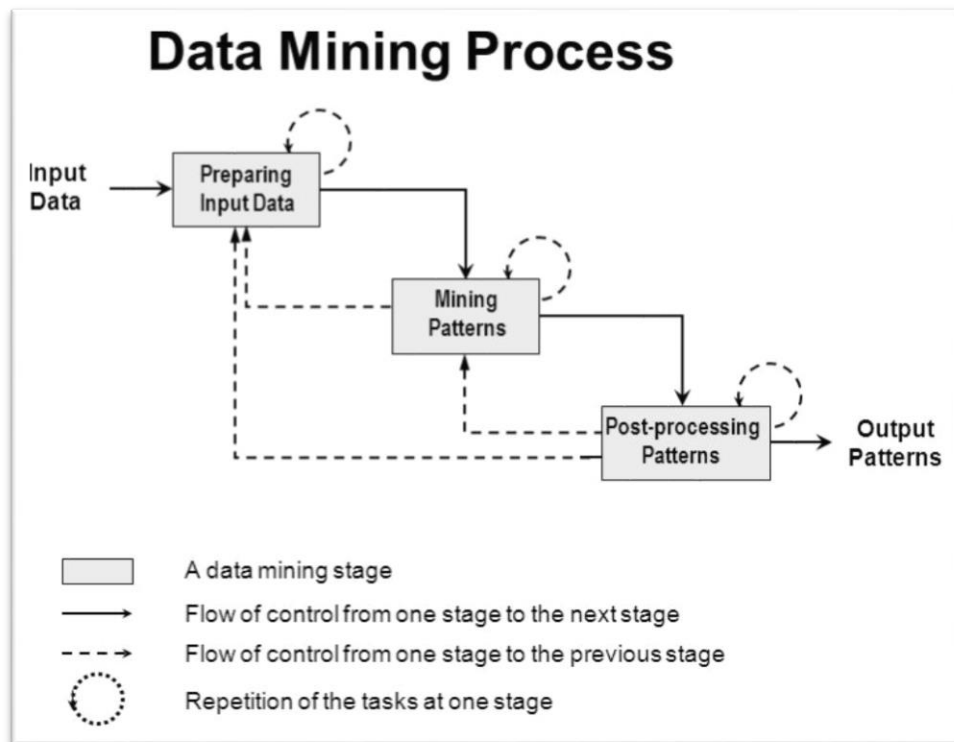 Data Mining Process
Input
Data
Preparing
Input Data
Mining
Patterns
Post-processing
Patterns
Output
Patterns
A data mining stage
Flow of control from one stage to the next stage
Flow of control from one stage to the previous stage
Repetition of the tasks at one stage